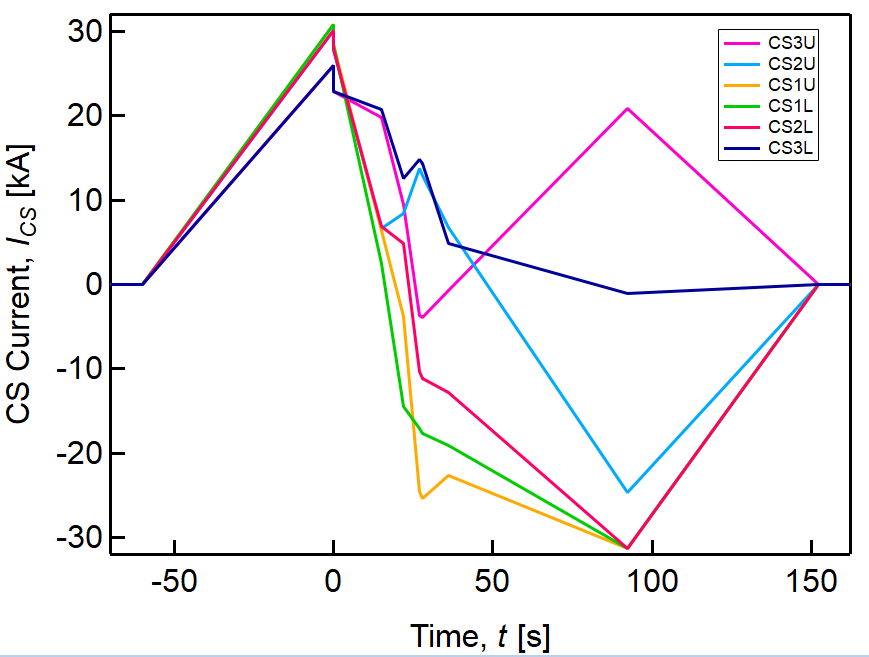 30
20
10
0
-10
-20
-30
CS Current, ICS [kA]
CS3U
CS2U
CS1U
CS1L
CS2L
CS3L
-50 0 50 100 150
Time, t [s]